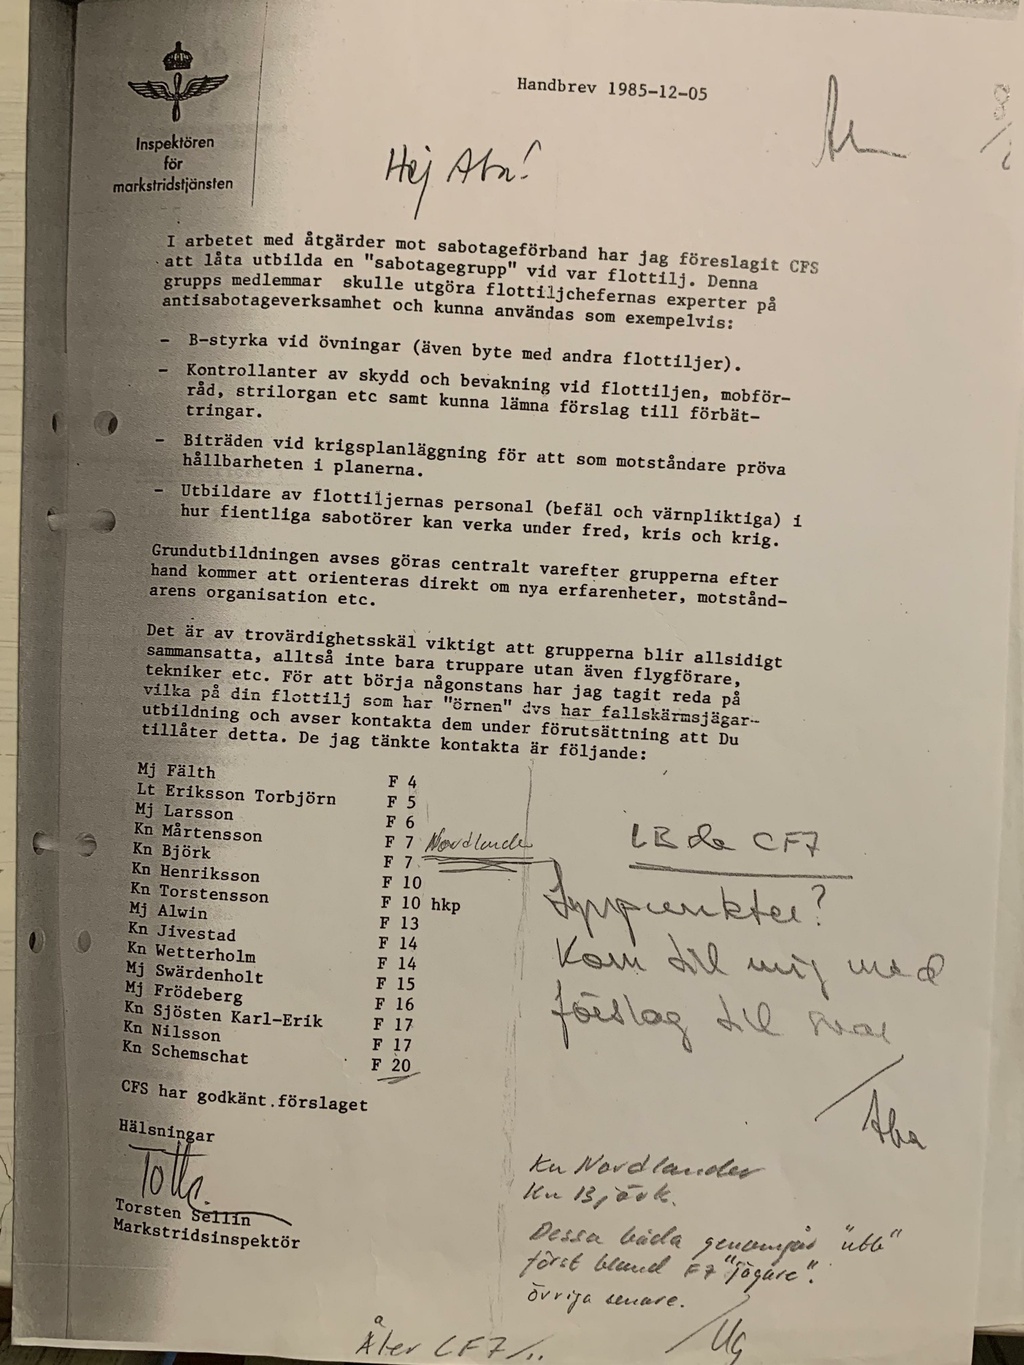 Handbrev 1985-12-05
Inspektören
för
markstridstjänsten
Hej Aba!
I arbetet med åtgärder mot sabotageförband har jag föreslagit CFS
att låta utbilda en "sabotagegrupp" vid var flottilj. Denna
grupps medlemmar skulle utgöra flottiljchefernas experter på
antisabotageverksamhet och kunna användas som exempelvis:
- B-styrka vid övningar (även byte med andra flottiljer).
- Kontrollanter av skydd och bevakning vid flottiljen, mobför-
råd, strilorgan etc samt kunna lämna förslag till förbätt-
tringar.
- Biträden vid krigsplanläggning för att som motståndare pröva
hållbarheten i planerna.
- Utbildare av flottiljernas personal (befäl och värnpliktiga) i
hur fientliga sabotörer kan verka under fred, kris och krig.
Grundutbildningen avses göras centralt varefter grupperna efter
hand kommer att orienteras direkt om nya erfarenheter, motstånd-
arens organisation etc.
Det är av trovärdighetsskäl viktigt att grupperna blir allsidigt
sammansatta, alltså inte bara truppare utan även flygförare,
tekniker etc. För att börja någonstans har jag tagit reda på
vilka på din flottilj som har "örnen" dvs har fallskärmsjägar-
utbildning och avser kontakta dem under förutsättning att Du
tillåter detta. De jag tänkte kontakta är följande:
Mj Fälth F 4
Lt Eriksson Torbjörn F 5
Mj Larsson F 6
Kn Mårtensson F 7 Nordlander
Kn Björk F 7
Kn Henriksson F 10
Kn Torstensson F 10 hkp
Mj Alwin F 13
Kn Jivestad F 14
Kn Wetterholm F 14
Mj Swärdenholt F 15
Mj Frödeberg F 16
Kn Sjösten Karl-Erik F 17
Kn Nilsson F 17
Kn Schemschat F 20
CF7
Synpunkter?
Kom till mig med
förslag till svar
/Aba
CFS har godkänt förslaget
Hälsningar
Totte
Torsten Sellin
Markstridsinspektör
Kn Nordlander
Kn Björk.
Dessa båda genomgår "utb"
först bland F7 "jägare".
övriga senare.
Åter CF7/..